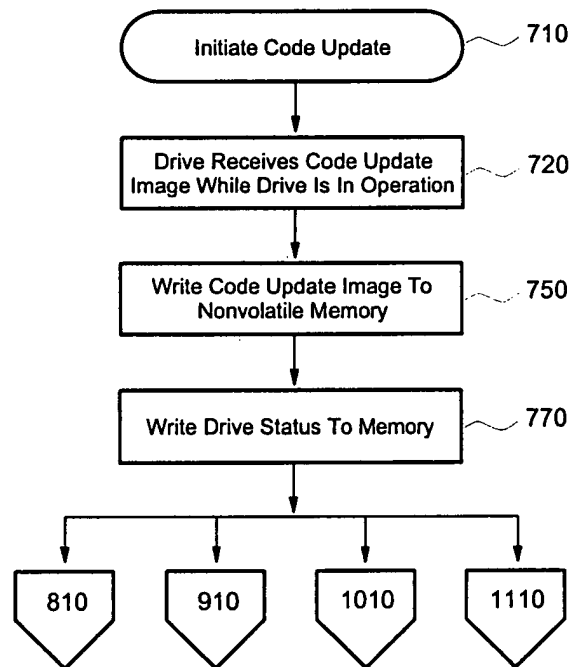 Initiate Code Update
710
Drive Receives Code Update
Image While Drive Is In Operation
720
Write Code Update Image To
Nonvolatile Memory
750
Write Drive Status To Memory
770
810
910
1010
1110